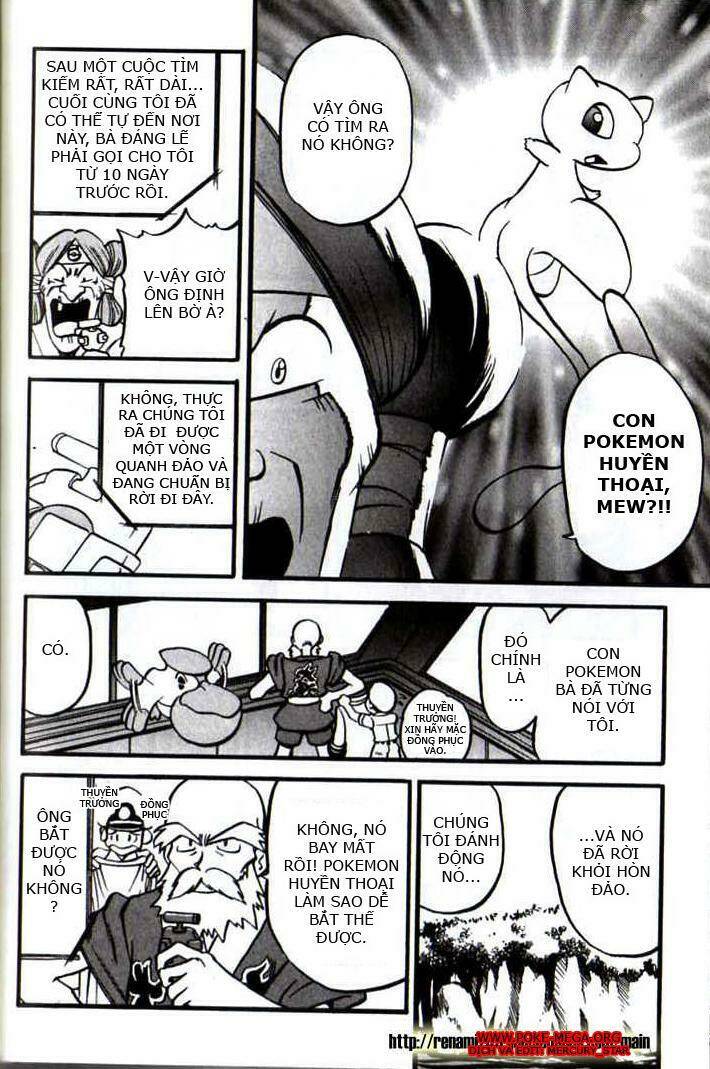 SAU MỘT CUỘC TÌM
KIẾM RẤT, RẤT DÀI...
CUỐI CÙNG TÔI ĐÃ
CÓ THỂ TỰ ĐẾN NƠI
NÀY, BÀ ĐÁNG LẼ
PHẢI GỌI CHO TÔI
TỪ 10 NGÀY
TRƯỚC RỒI.
V-VẬY GIỜ
ÔNG ĐỊNH
LÊN BỜ À?
KHÔNG, THỰC
RA CHÚNG TÔI
ĐÃ ĐI ĐƯỢC
MỘT VÒNG
QUANH ĐẢO VÀ
ĐANG CHUẨN BỊ
RỜI ĐI ĐÂY.
VẬY ÔNG
CÓ TÌM RA
NÓ KHÔNG?
CON
POKEMON
HUYỀN
THOẠI,
MEW?!!
CÓ.
THUYỀN
TRƯỞNG!
XIN HÃY MẶC
ĐỒNG PHỤC
VÀO.
ĐÓ
CHÍNH
LÀ
...
CON
POKEMON
BÀ ĐÃ TỪNG
NÓI VỚI
TÔI.
ÔNG
BẮT
ĐƯỢC
NÓ
KHÔNG
?
THUYỀN
TRƯỞNG
ĐỒNG
PHỤC
KHÔNG, NÓ
BAY MẤT
RỒI! POKEMON
HUYỀN THOẠI
LÀM SAO DỄ
BẮT THẾ
ĐƯỢC.
CHÚNG
TÔI ĐÁNH
ĐỘNG
NÓ...
...VÀ NÓ
ĐÃ RỜI
KHỎI HÒN
ĐẢO.
http://renami
main
WWW.POKE-MEGA.ORG
DỊCH VÀ EDIT: MERCURY_STAR